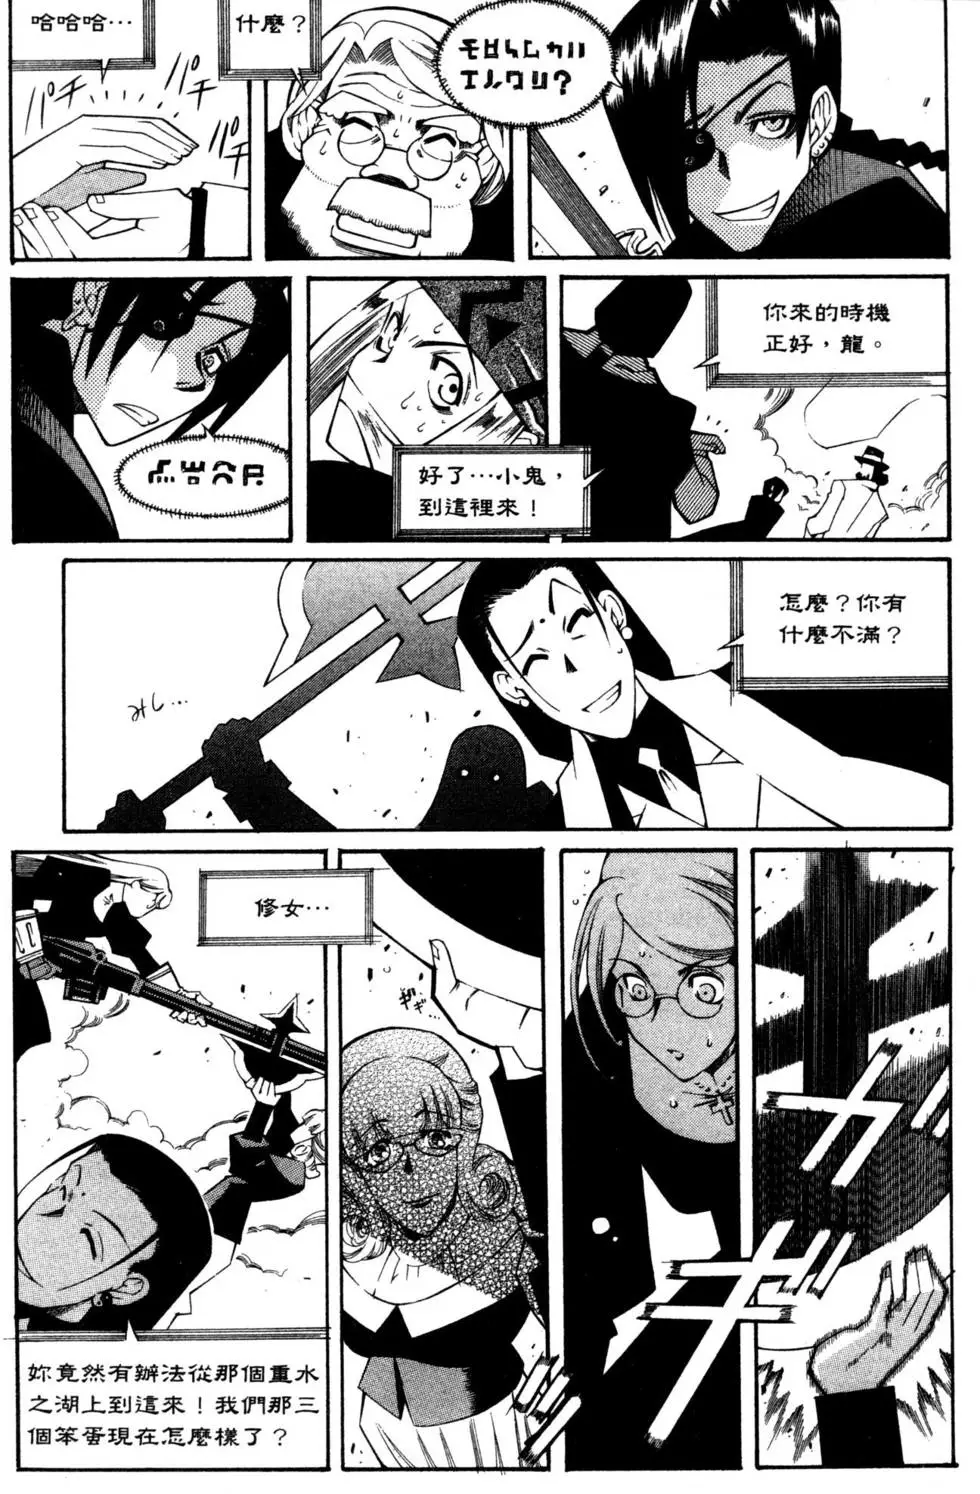 什麼？
哈哈哈⋯
パチ
パチ
パチ
你來的時機
正好，龍。
好了⋯小鬼，
到這裡來！
怎麼？你有
什麼不滿？
ガギ
ギギ⋯
修女⋯
妳竟然有辦法從那個重水
之湖上到這來！我們那三
個笨蛋現在怎麼樣了？